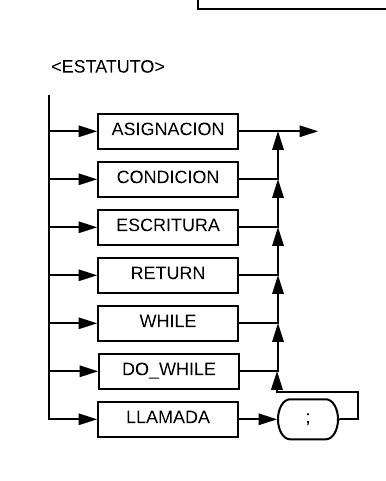 <ESTATUTO>
ASIGNACION
CONDICION
ESCRITURA
RETURN
WHILE
DO_WHILE
LLAMADA ;